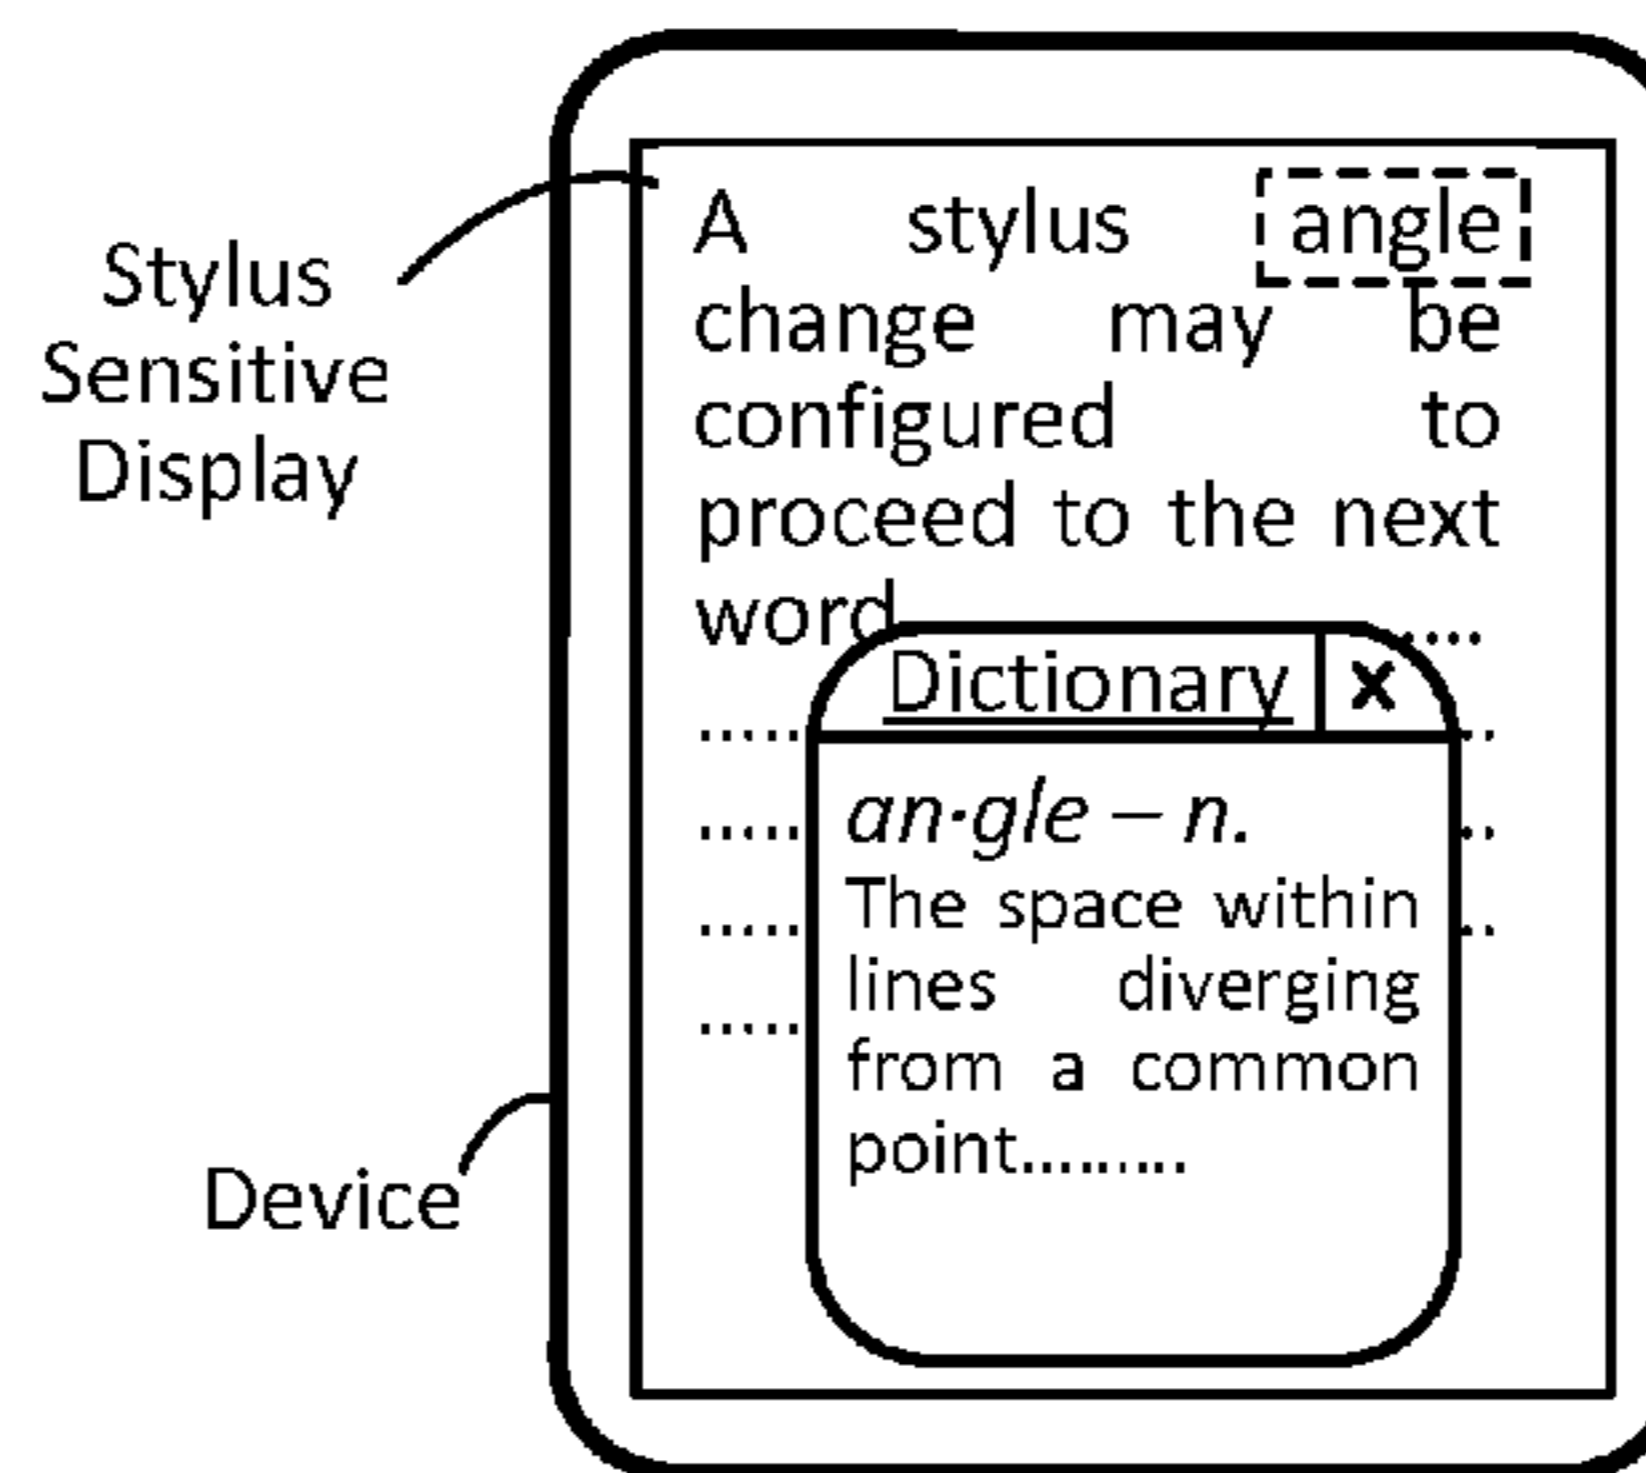 Stylus
Sensitive
Display
Device
A stylus angle
change may be
configured to
proceed to the next
word .....
..... ..
..... ..
..... ..
.....
Dictionary x
an·gle – n.
The space within
lines diverging
from a common
point.........